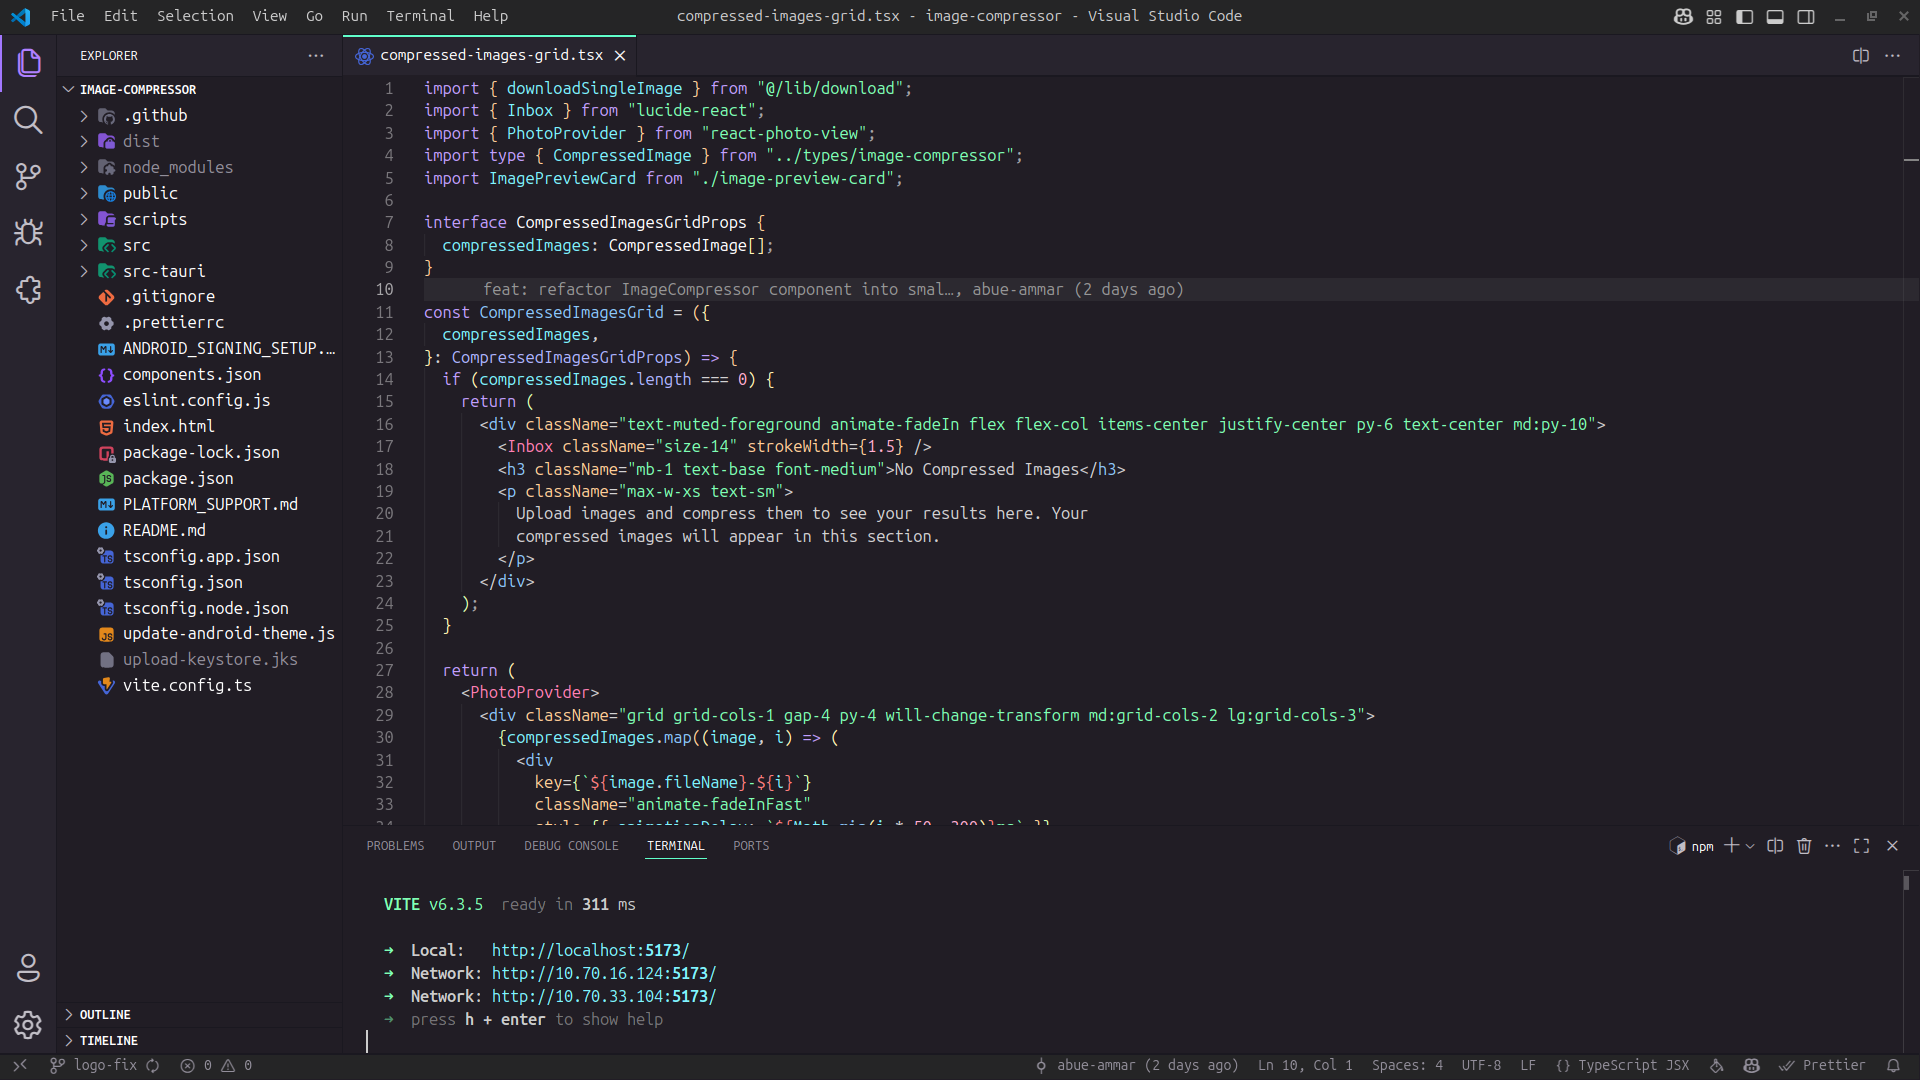 File Edit Selection View Go Run Terminal Help
compressed-images-grid.tsx - image-compressor - Visual Studio Code
EXPLORER
IMAGE-COMPRESSOR
.github
dist
node_modules
public
scripts
src
src-tauri
.gitignore
.prettierrc
ANDROID_SIGNING_SETUP.…
components.json
eslint.config.js
index.html
package-lock.json
package.json
PLATFORM_SUPPORT.md
README.md
tsconfig.app.json
tsconfig.json
tsconfig.node.json
update-android-theme.js
upload-keystore.jks
vite.config.ts
OUTLINE
TIMELINE
compressed-images-grid.tsx
1 import { downloadSingleImage } from "@/lib/download";
2 import { Inbox } from "lucide-react";
3 import { PhotoProvider } from "react-photo-view";
4 import type { CompressedImage } from "../types/image-compressor";
5 import ImagePreviewCard from "./image-preview-card";
6
7 interface CompressedImagesGridProps {
8 compressedImages: CompressedImage[];
9 }
10 feat: refactor ImageCompressor component into smal…, abue-ammar (2 days ago)
11 const CompressedImagesGrid = ({
12 compressedImages,
13 }: CompressedImagesGridProps) => {
14 if (compressedImages.length === 0) {
15 return (
16 <div className="text-muted-foreground animate-fadeIn flex flex-col items-center justify-center py-6 text-center md:py-10">
17 <Inbox className="size-14" strokeWidth={1.5} />
18 <h3 className="mb-1 text-base font-medium">No Compressed Images</h3>
19 <p className="max-w-xs text-sm">
20 Upload images and compress them to see your results here. Your
21 compressed images will appear in this section.
22 </p>
23 </div>
24 );
25 }
26
27 return (
28 <PhotoProvider>
29 <div className="grid grid-cols-1 gap-4 py-4 will-change-transform md:grid-cols-2 lg:grid-cols-3">
30 {compressedImages.map((image, i) => (
31 <div
32 key={`${image.fileName}-${i}`}
33 className="animate-fadeInFast"
34 style={{ animationDelay: `${Math.min(i * 50, 300)}ms` }}
PROBLEMS OUTPUT DEBUG CONSOLE TERMINAL PORTS
npm
VITE v6.3.5 ready in 311 ms
➜ Local: http://localhost:5173/
➜ Network: http://10.70.16.124:5173/
➜ Network: http://10.70.33.104:5173/
➜ press h + enter to show help
logo-fix 0 0
abue-ammar (2 days ago) Ln 10, Col 1 Spaces: 4 UTF-8 LF {} TypeScript JSX Prettier